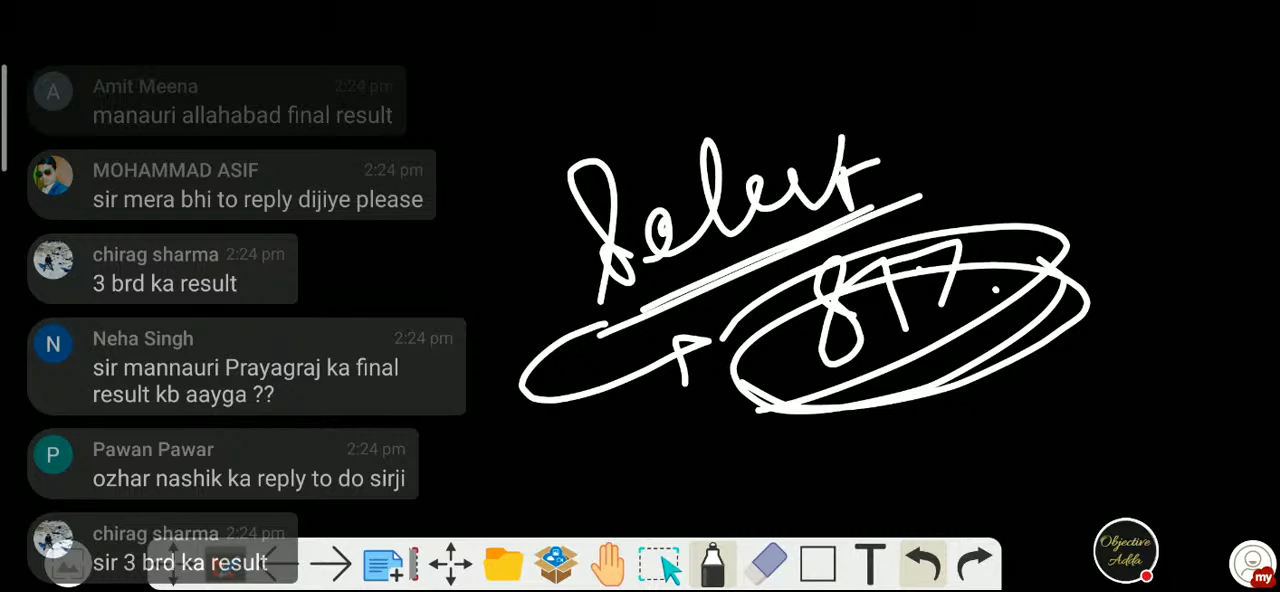 Amit Meena 2:24 pm
manauri allahabad final result
MOHAMMAD ASIF 2:24 pm
sir mera bhi to reply dijiye please
chirag sharma 2:24 pm
3 brd ka result
N Neha Singh 2:24 pm
sir mannauri Prayagraj ka final
result kb aayga ??
P Pawan Pawar 2:24 pm
ozhar nashik ka reply to do sirji
chirag sharma 2:24 pm
sir 3 brd ka result
A
Select
T
Objective
Adda
my